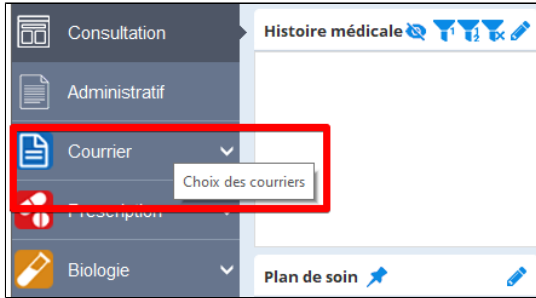 Consultation
Histoire médicale
Administratif
Courrier
Choix des courriers
Prescription
Biologie
Plan de soin